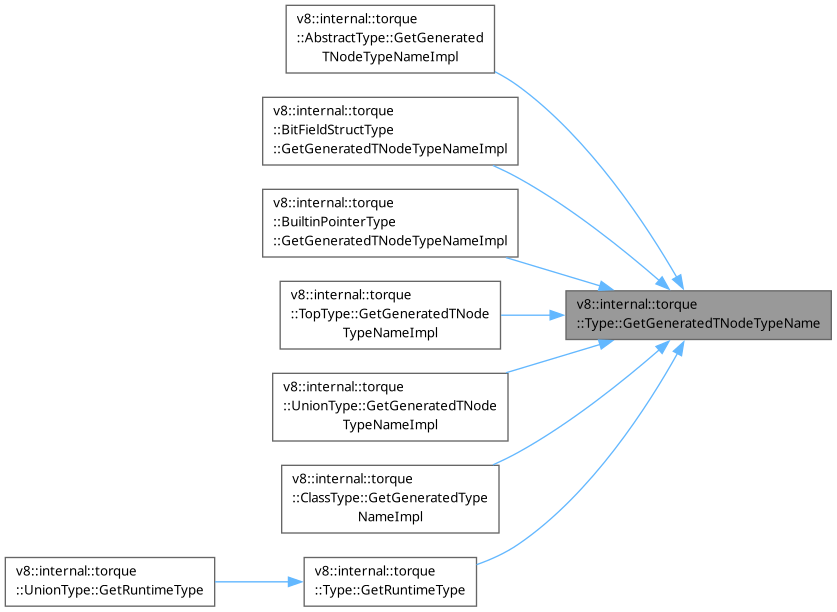 v8::internal::torque
::AbstractType::GetGenerated
TNodeTypeNameImpl
v8::internal::torque
::BitFieldStructType
::GetGeneratedTNodeTypeNameImpl
v8::internal::torque
::BuiltinPointerType
::GetGeneratedTNodeTypeNameImpl
v8::internal::torque
::TopType::GetGeneratedTNode
TypeNameImpl
v8::internal::torque
::Type::GetGeneratedTNodeTypeName
v8::internal::torque
::UnionType::GetGeneratedTNode
TypeNameImpl
v8::internal::torque
::ClassType::GetGeneratedType
NameImpl
v8::internal::torque
::UnionType::GetRuntimeType
v8::internal::torque
::Type::GetRuntimeType